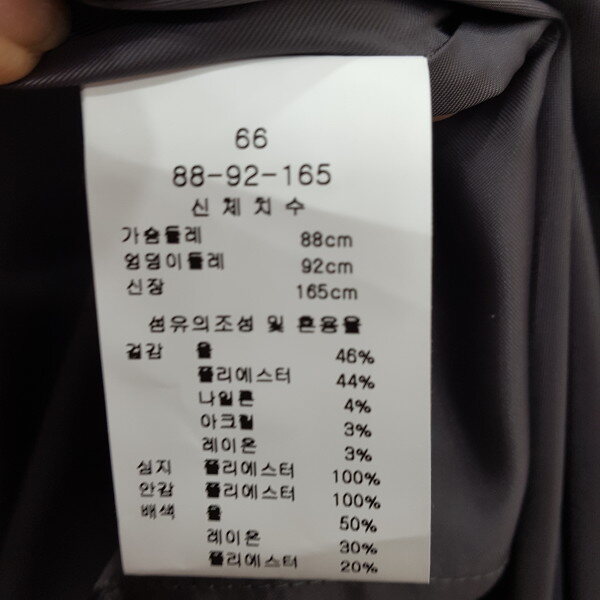 66
88-92-165
신체치수
가슴둘레 88cm
엉덩이둘레 92cm
신장 165cm
섬유의조성 및 혼용율
겉감 울 46%
폴리에스터 44%
나일론 4%
아크릴 3%
레이온 3%
심지 폴리에스터 100%
안감 폴리에스터 100%
배색 울 50%
레이온 30%
폴리에스터 20%